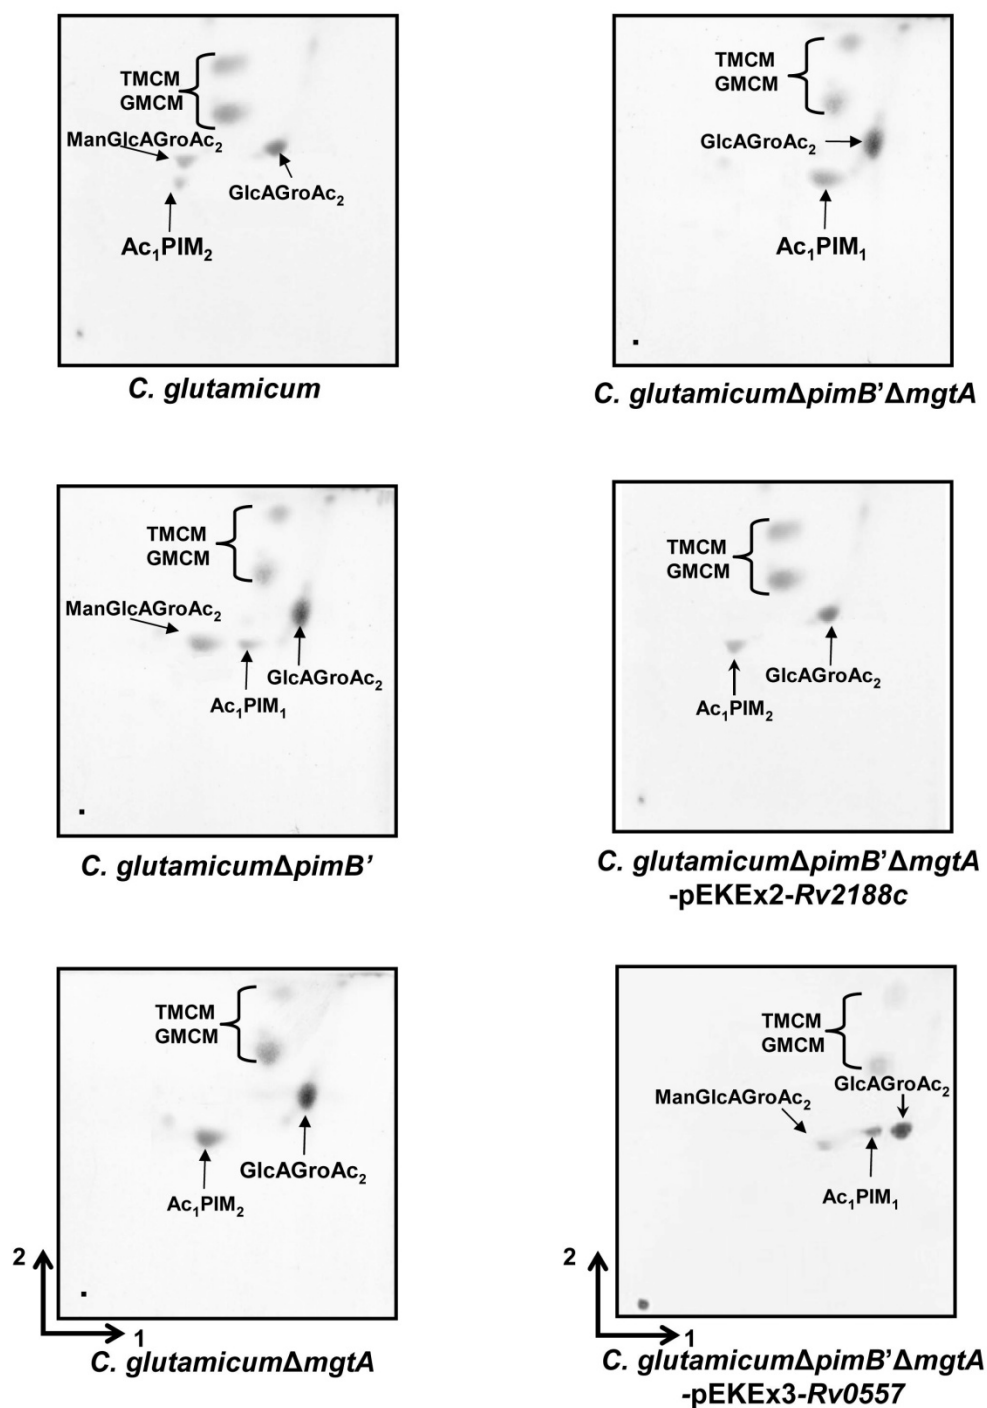 TMCM
GMCM
ManGlcAGroAc₂
GlcAGroAc₂
Ac₁PIM₂
C. glutamicum
TMCM
GMCM
GlcAGroAc₂
Ac₁PIM₁
C. glutamicumΔpimB’ΔmgtA
TMCM
GMCM
ManGlcAGroAc₂
GlcAGroAc₂
Ac₁PIM₁
C. glutamicumΔpimB’
TMCM
GMCM
GlcAGroAc₂
Ac₁PIM₂
C. glutamicumΔpimB’ΔmgtA
-pEKEx2-Rv2188c
TMCM
GMCM
GlcAGroAc₂
Ac₁PIM₂
2
1
C. glutamicumΔmgtA
TMCM
GMCM
GlcAGroAc₂
ManGlcAGroAc₂
Ac₁PIM₁
2
1
C. glutamicumΔpimB’ΔmgtA
-pEKEx3-Rv0557